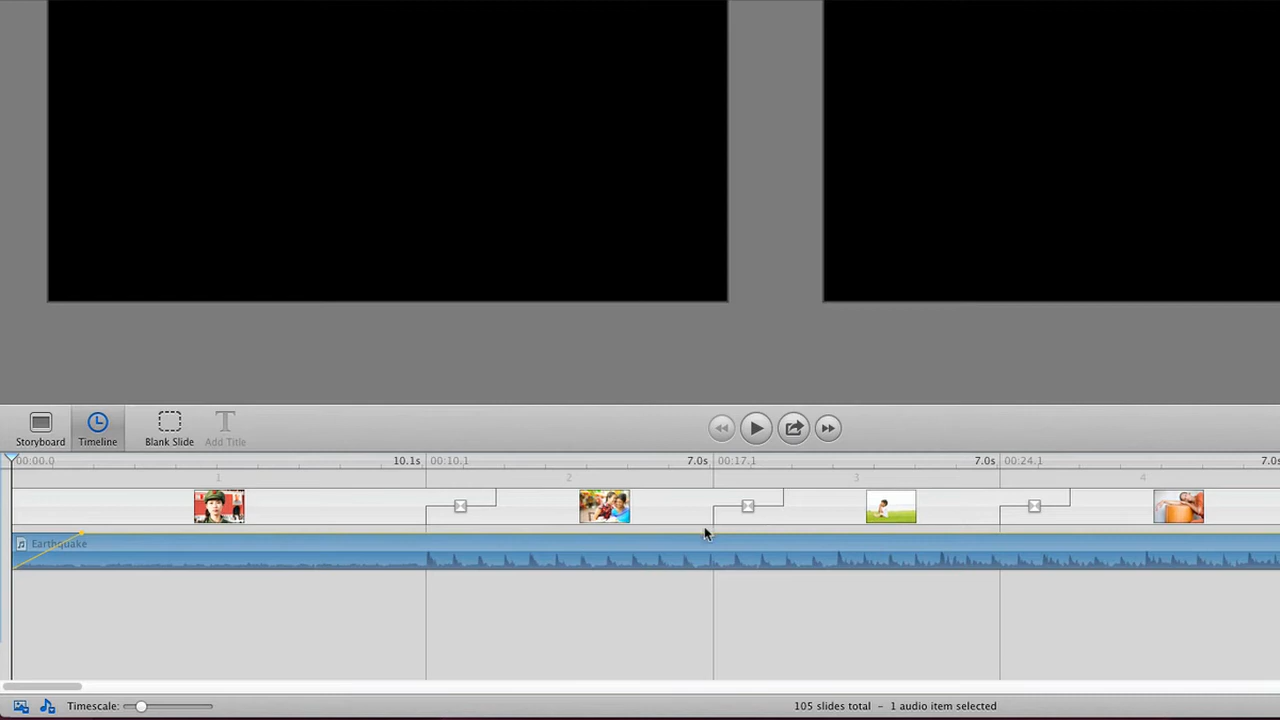 Storyboard
Timeline
Blank Slide
Add Title
00:00.0 10.1s 00:10.1 7.0s 00:17.1 7.0s 00:24.1 7.0s
1 2 3 4
Earthquake
Timescale: 105 slides total – 1 audio item selected